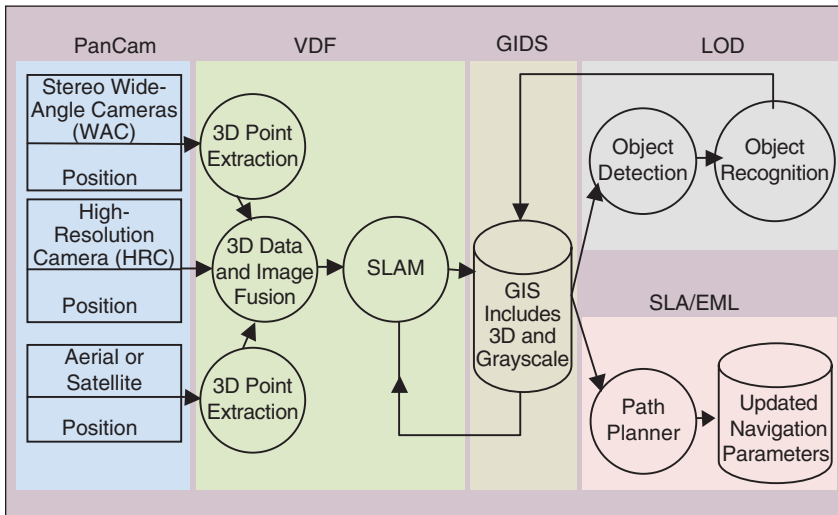 PanCam
VDF
GIDS
LOD
Stereo Wide-
Angle Cameras
(WAC)
Position
High-
Resolution
Camera (HRC)
Position
Aerial or
Satellite
Position
3D Point
Extraction
3D Data
and Image
Fusion
3D Point
Extraction
SLAM
GIS
Includes
3D and
Grayscale
Object
Detection
Object
Recognition
SLA/EML
Path
Planner
Updated
Navigation
Parameters